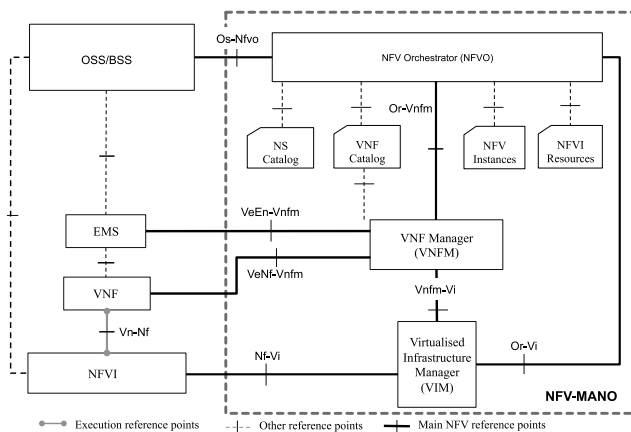 Os-Nfvo
OSS/BSS
NFV Orchestrator (NFVO)
Or-Vnfm
NS
Catalog
VNF
Catalog
NFV
Instances
NFVI
Resources
VeEn-Vnfm
EMS
VNF Manager
(VNFM)
VNF
VeNf-Vnfm
Vnfm-Vi
Vn-Nf
NFVI
Nf-Vi
Virtualised
Infrastructure
Manager
(VIM)
Or-Vi
NFV-MANO
Execution reference points
Other reference points
Main NFV reference points